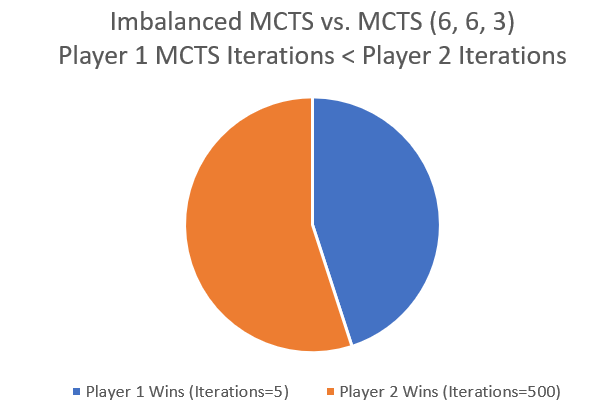 Imbalanced MCTS vs. MCTS (6, 6, 3)
Player 1 MCTS Iterations < Player 2 Iterations
Player 1 Wins (Iterations=5) Player 2 Wins (Iterations=500)